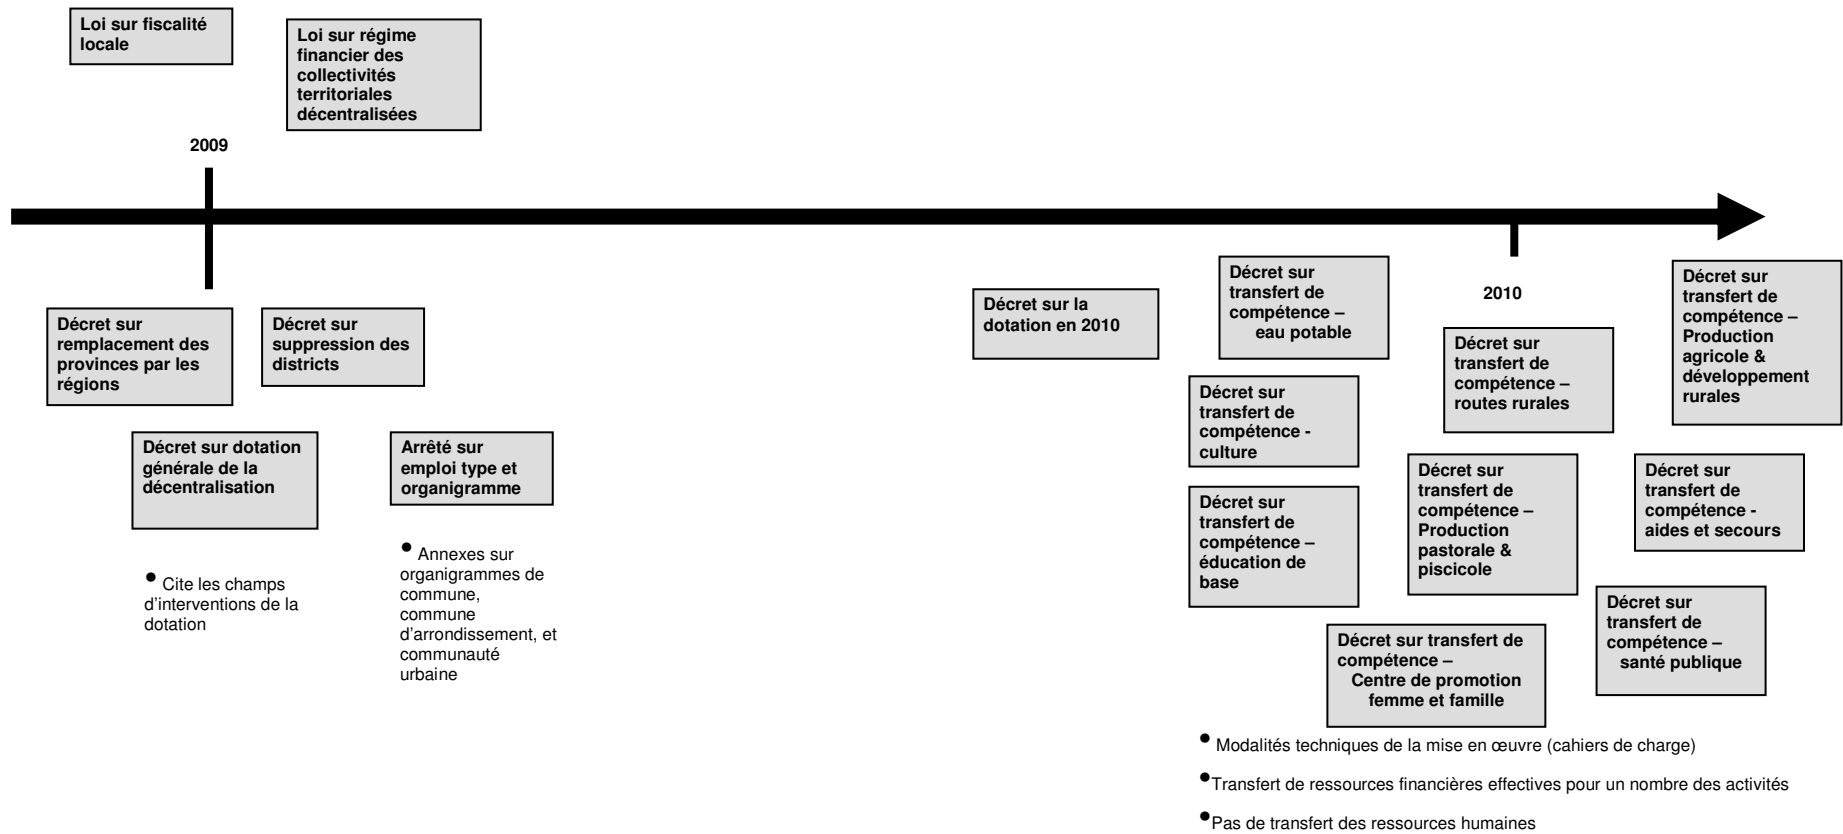 Loi sur fiscalité
locale
Loi sur régime
financier des
collectivités
territoriales
décentralisées
2009
Décret sur
remplacement des
provinces par les
régions
Décret sur
suppression des
districts
Décret sur dotation
générale de la
décentralisation
Arrêté sur
emploi type et
organigramme
• Cite les champs
d'interventions de la
dotation
• Annexes sur
organigrammes de
commune,
commune
d'arrondissement, et
communauté
urbaine
Décret sur la
dotation en 2010
Décret sur
transfert de
compétence –
eau potable
2010
Décret sur
transfert de
compétence –
Production
agricole &
développement
rurales
Décret sur
transfert de
compétence –
routes rurales
Décret sur
transfert de
compétence -
culture
Décret sur
transfert de
compétence –
Production
pastorale &
piscicole
Décret sur
transfert de
compétence -
aides et secours
Décret sur
transfert de
compétence –
éducation de
base
Décret sur
transfert de
compétence –
santé publique
Décret sur transfert de
compétence –
Centre de promotion
femme et famille
• Modalités techniques de la mise en œuvre (cahiers de charge)
• Transfert de ressources financières effectives pour un nombre des activités
• Pas de transfert des ressources humaines